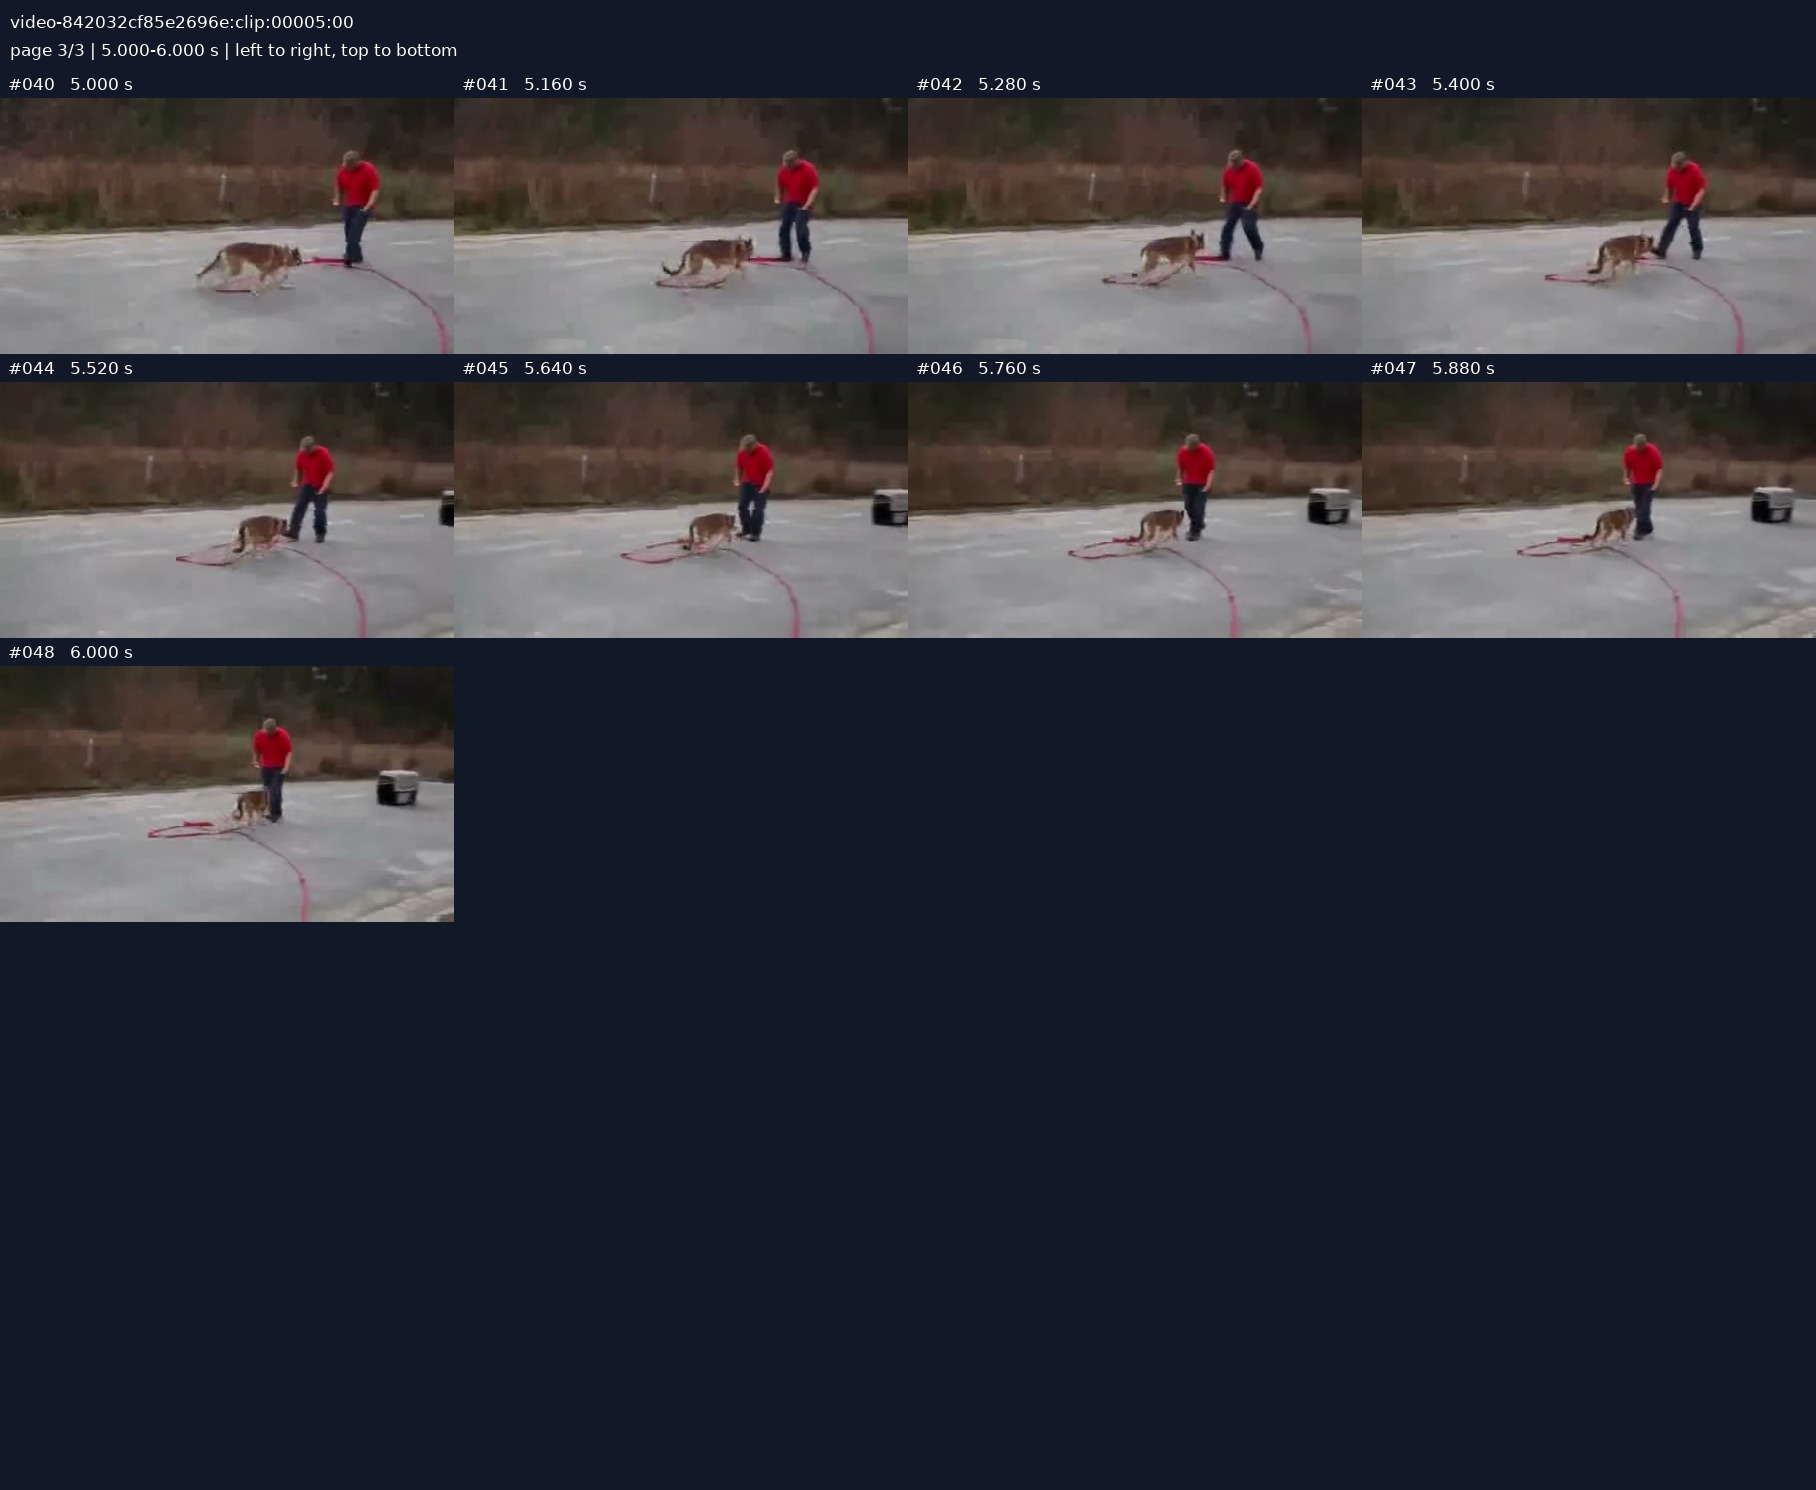 video-842032cf85e2696e:clip:00005:00
page 3/3 | 5.000-6.000 s | left to right, top to bottom
#040 5.000 s
#041 5.160 s
#042 5.280 s
#043 5.400 s
#044 5.520 s
#045 5.640 s
#046 5.760 s
#047 5.880 s
#048 6.000 s